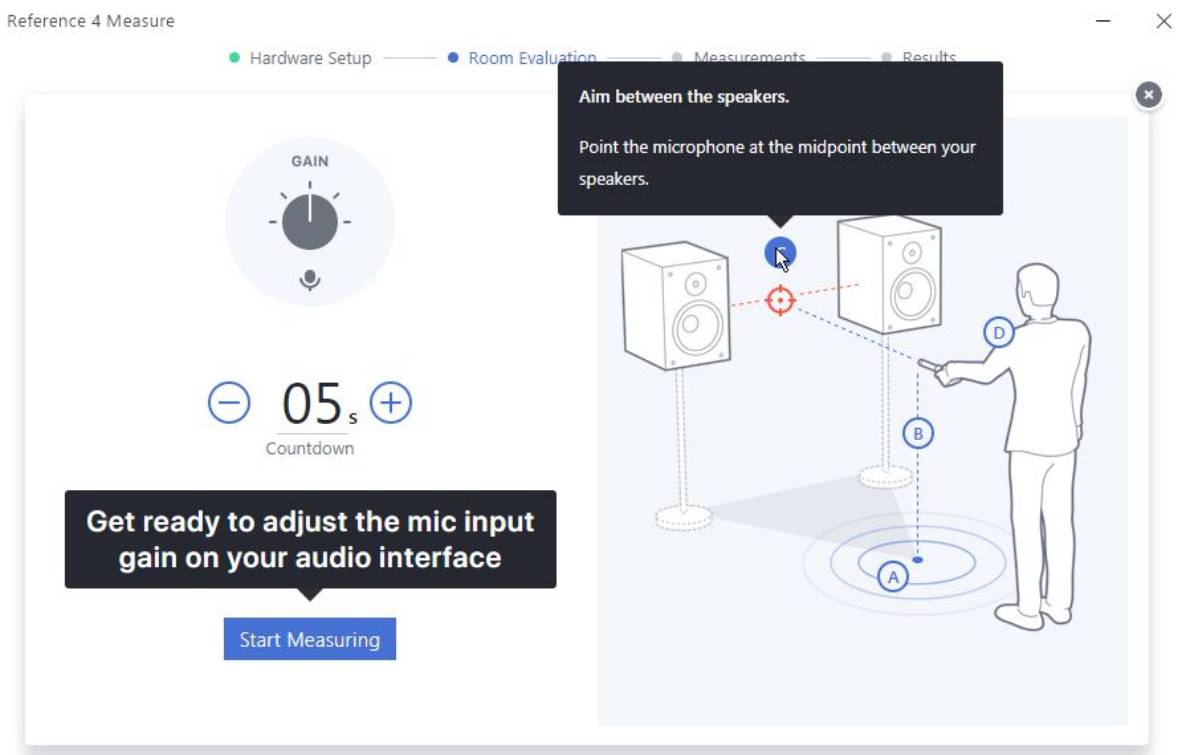 Reference 4 Measure
Hardware Setup
Room Evaluation
Measurements
Results
Aim between the speakers.
Point the microphone at the midpoint between your
speakers.
GAIN
05 s
Countdown
Get ready to adjust the mic input
gain on your audio interface
Start Measuring
D
B
A